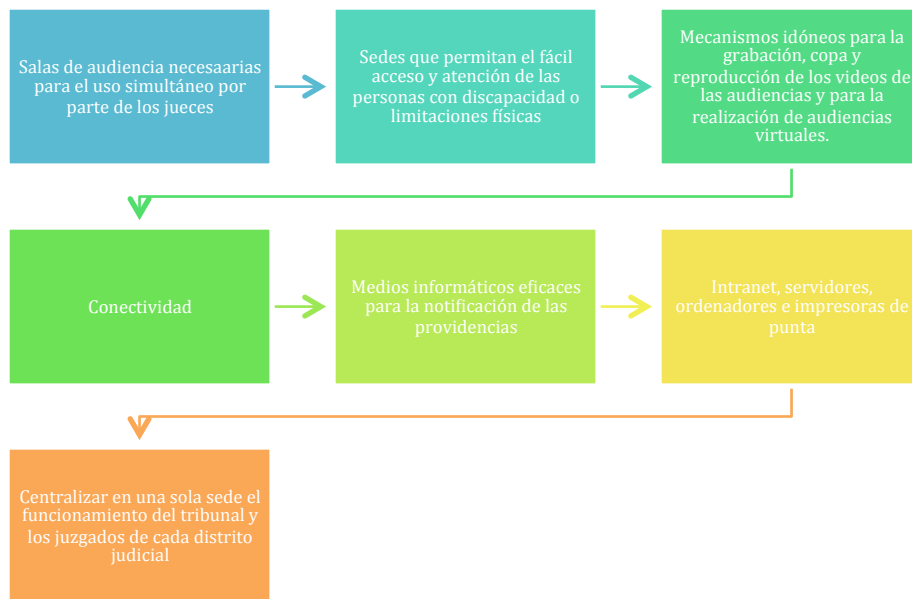 Salas de audiencia necesaarias
para el uso simultáneo por
parte de los jueces
Sedes que permitan el fácil
acceso y atención de las
personas con discapacidad o
limitaciones físicas
Mecanismos idóneos para la
grabación, copa y
reproducción de los videos de
las audiencias y para la
realización de audiencias
virtuales.
Conectividad
Medios informáticos eficaces
para la notificación de las
providencias
Intranet, servidores,
ordenadores e impresoras de
punta
Centralizar en una sola sede el
funcionamiento del tribunal y
los juzgados de cada distrito
judicial